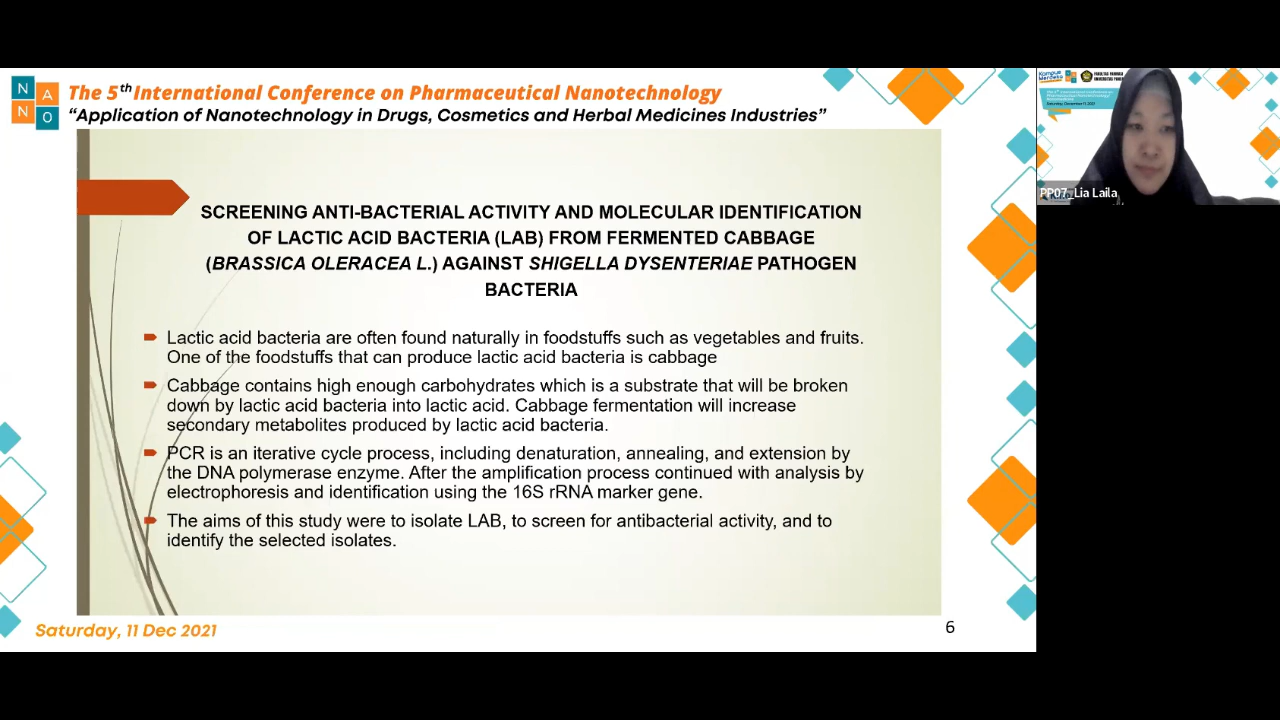 N
A
N
O
The 5th International Conference on Pharmaceutical Nanotechnology
“Application of Nanotechnology in Drugs, Cosmetics and Herbal Medicines Industries”
SCREENING ANTI-BACTERIAL ACTIVITY AND MOLECULAR IDENTIFICATION
OF LACTIC ACID BACTERIA (LAB) FROM FERMENTED CABBAGE
(BRASSICA OLERACEA L.) AGAINST SHIGELLA DYSENTERIAE PATHOGEN
BACTERIA
Lactic acid bacteria are often found naturally in foodstuffs such as vegetables and fruits.
One of the foodstuffs that can produce lactic acid bacteria is cabbage
Cabbage contains high enough carbohydrates which is a substrate that will be broken
down by lactic acid bacteria into lactic acid. Cabbage fermentation will increase
secondary metabolites produced by lactic acid bacteria.
PCR is an iterative cycle process, including denaturation, annealing, and extension by
the DNA polymerase enzyme. After the amplification process continued with analysis by
electrophoresis and identification using the 16S rRNA marker gene.
The aims of this study were to isolate LAB, to screen for antibacterial activity, and to
identify the selected isolates.
Saturday, 11 Dec 2021
6
PP07_Lia Laila